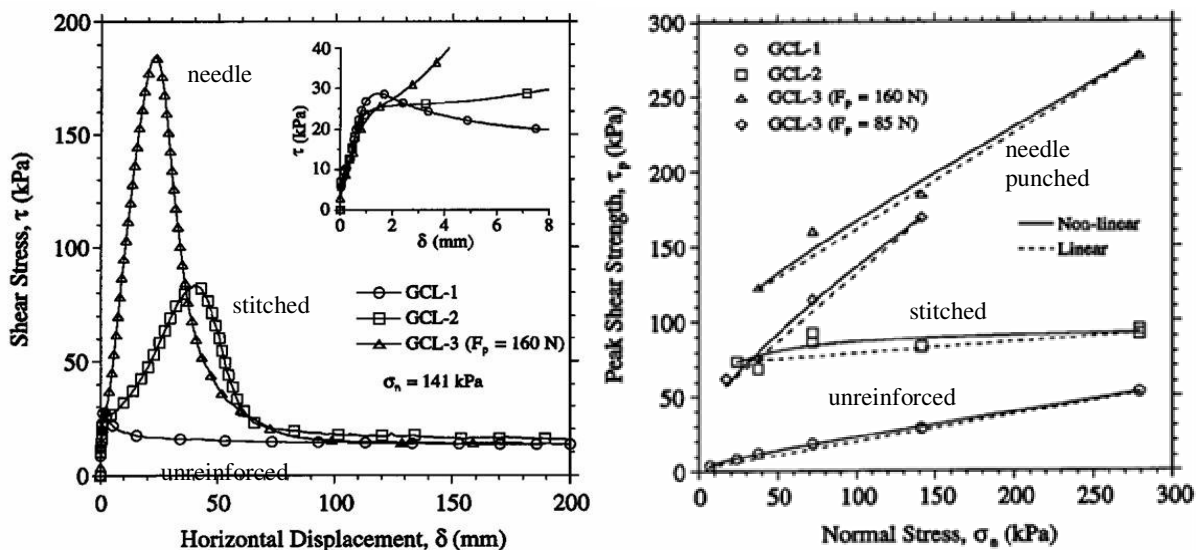 200
150
100
50
0
0
50
100
150
200
Shear Stress, τ (kPa)
Horizontal Displacement, δ (mm)
needle
stitched
unreinforced
40
30
20
10
0
0
2
4
6
8
τ (kPa)
δ (mm)
GCL-1
GCL-2
GCL-3 (Fₚ = 160 N)
σₙ = 141 kPa
300
250
200
150
100
50
0
0
50
100
150
200
250
300
Peak Shear Strength, τₚ (kPa)
Normal Stress, σₙ (kPa)
GCL-1
GCL-2
GCL-3 (Fₚ = 160 N)
GCL-3 (Fₚ = 85 N)
needle
punched
Non-linear
Linear
stitched
unreinforced